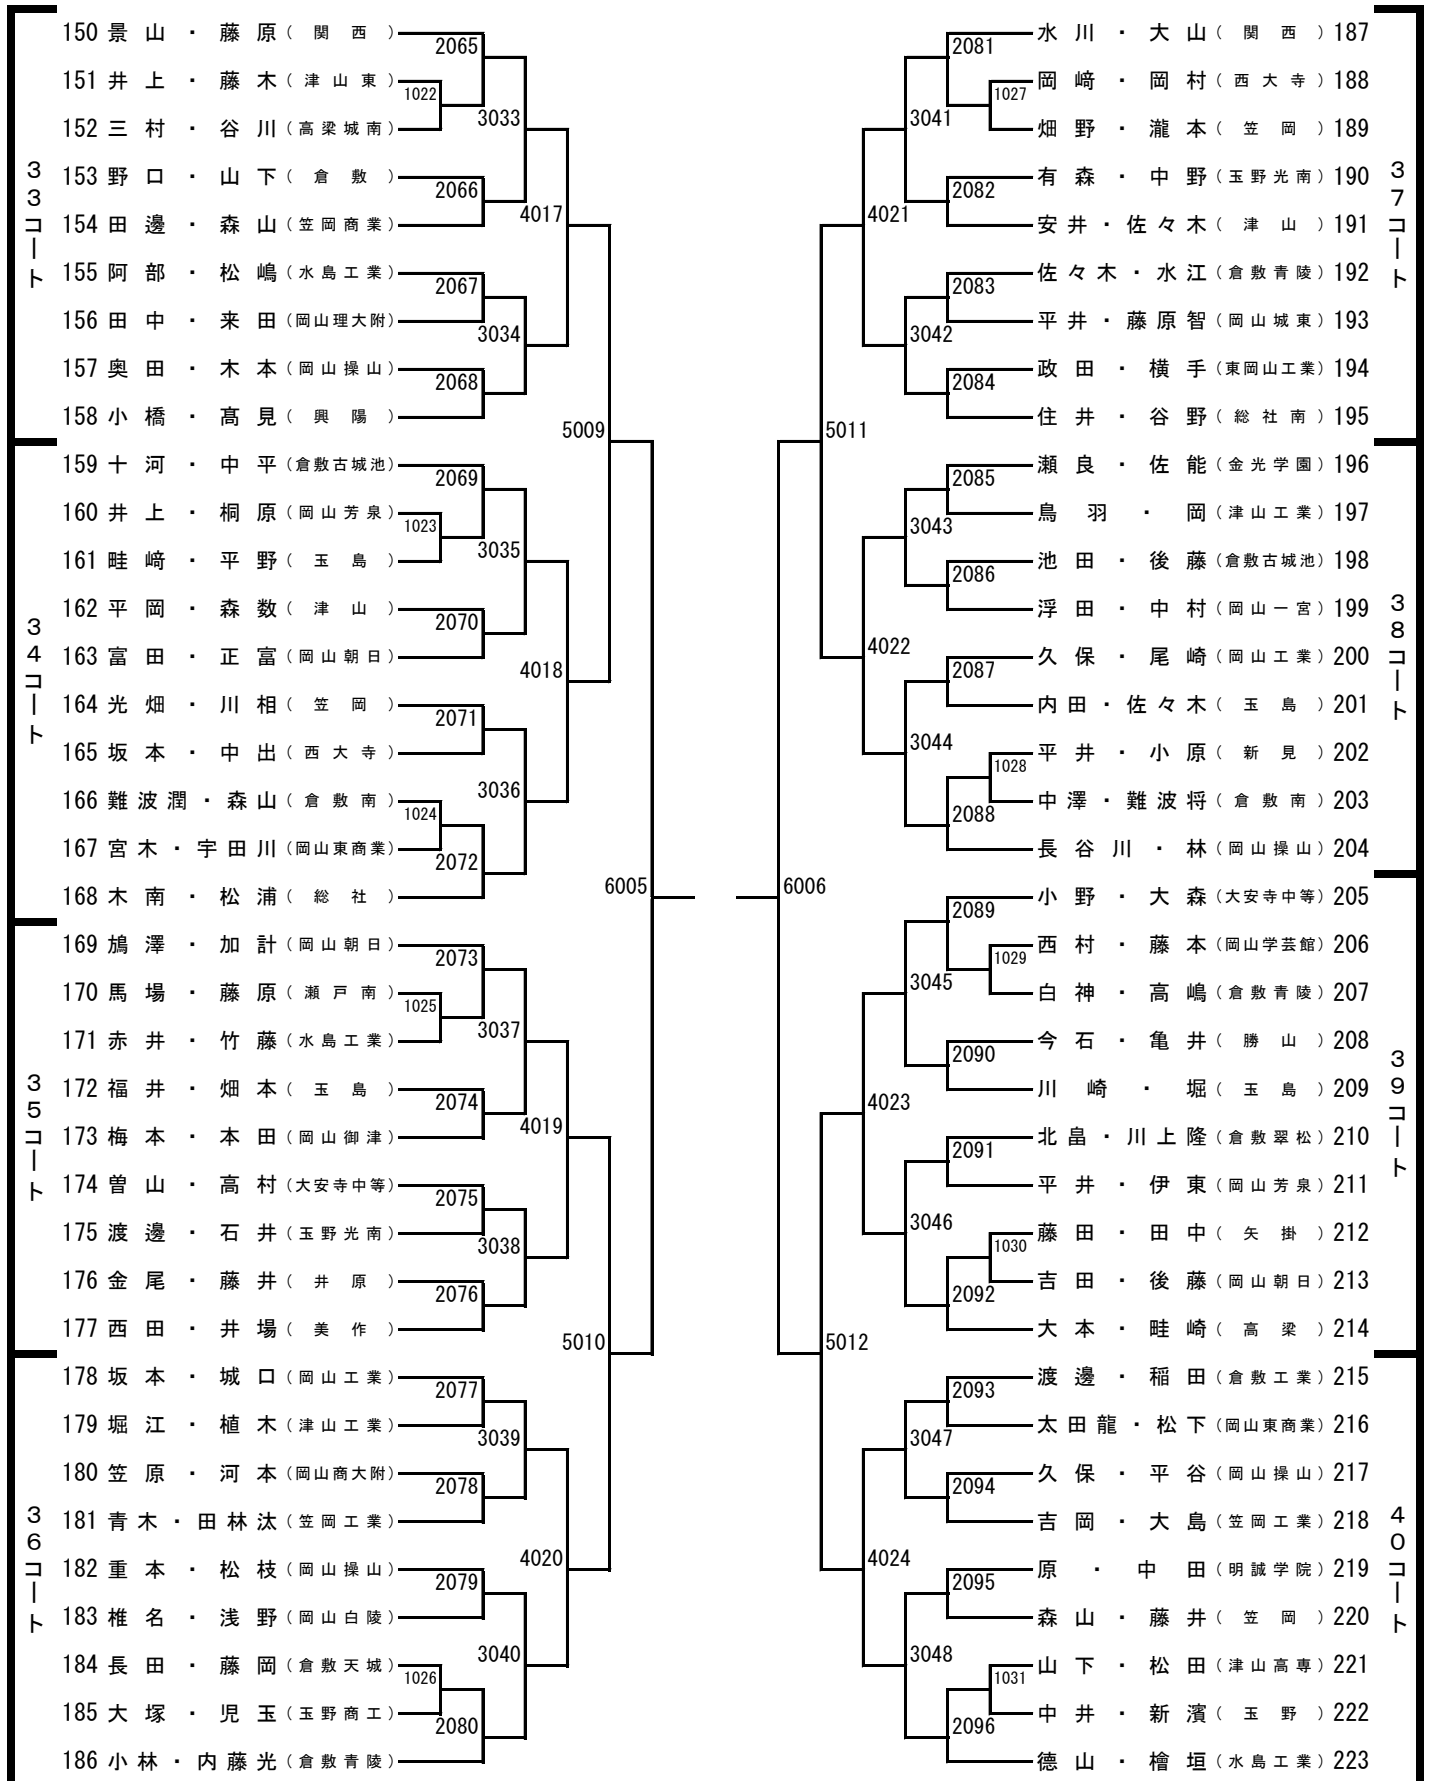 33コート
150 景山・藤原（関西）
2065
151 井上・藤木（津山東）
1022
152 三村・谷川（高梁城南）
3033
153 野口・山下（倉敷）
2066
154 田邊・森山（笠岡商業）
4017
155 阿部・松嶋（水島工業）
2067
156 田中・来田（岡山理大附）
3034
157 奥田・木本（岡山操山）
2068
158 小橋・髙見（興陽）
5009
34コート
159 十河・中平（倉敷古城池）
2069
160 井上・桐原（岡山芳泉）
1023
161 畦﨑・平野（玉島）
3035
162 平岡・森数（津山）
2070
163 富田・正富（岡山朝日）
4018
164 光畑・川相（笠岡）
2071
165 坂本・中出（西大寺）
3036
166 難波潤・森山（倉敷南）
1024
167 宮木・宇田川（岡山東商業）
2072
168 木南・松浦（総社）
6005
35コート
169 鴆澤・加計（岡山朝日）
2073
170 馬場・藤原（瀬戸南）
1025
171 赤井・竹藤（水島工業）
3037
172 福井・畑本（玉島）
2074
173 梅本・本田（岡山御津）
4019
174 曽山・高村（大安寺中等）
2075
175 渡邊・石井（玉野光南）
3038
176 金尾・藤井（井原）
2076
177 西田・井場（美作）
5010
36コート
178 坂本・城口（岡山工業）
2077
179 堀江・植木（津山工業）
3039
180 笠原・河本（岡山商大附）
2078
181 青木・田林汰（笠岡工業）
4020
182 重本・松枝（岡山操山）
2079
183 椎名・浅野（岡山白陵）
3040
184 長田・藤岡（倉敷天城）
1026
185 大塚・児玉（玉野商工）
2080
186 小林・内藤光（倉敷青陵）
37コート
水川・大山（関西）187
2081
岡﨑・岡村（西大寺）188
1027
畑野・瀧本（笠岡）189
3041
有森・中野（玉野光南）190
2082
安井・佐々木（津山）191
4021
佐々木・水江（倉敷青陵）192
2083
平井・藤原智（岡山城東）193
3042
政田・横手（東岡山工業）194
2084
住井・谷野（総社南）195
5011
38コート
瀬良・佐能（金光学園）196
2085
鳥羽・岡（津山工業）197
3043
池田・後藤（倉敷古城池）198
2086
浮田・中村（岡山一宮）199
4022
久保・尾崎（岡山工業）200
2087
内田・佐々木（玉島）201
3044
平井・小原（新見）202
1028
中澤・難波将（倉敷南）203
2088
長谷川・林（岡山操山）204
6006
39コート
小野・大森（大安寺中等）205
2089
西村・藤本（岡山学芸館）206
1029
白神・高嶋（倉敷青陵）207
3045
今石・亀井（勝山）208
2090
川崎・堀（玉島）209
4023
北畠・川上隆（倉敷翠松）210
2091
平井・伊東（岡山芳泉）211
3046
藤田・田中（矢掛）212
1030
吉田・後藤（岡山朝日）213
2092
大本・畦崎（高梁）214
5012
40コート
渡邊・稲田（倉敷工業）215
2093
太田龍・松下（岡山東商業）216
3047
久保・平谷（岡山操山）217
2094
吉岡・大島（笠岡工業）218
4024
原・中田（明誠学院）219
2095
森山・藤井（笠岡）220
3048
山下・松田（津山高専）221
1031
中井・新濱（玉野）222
2096
德山・檜垣（水島工業）223